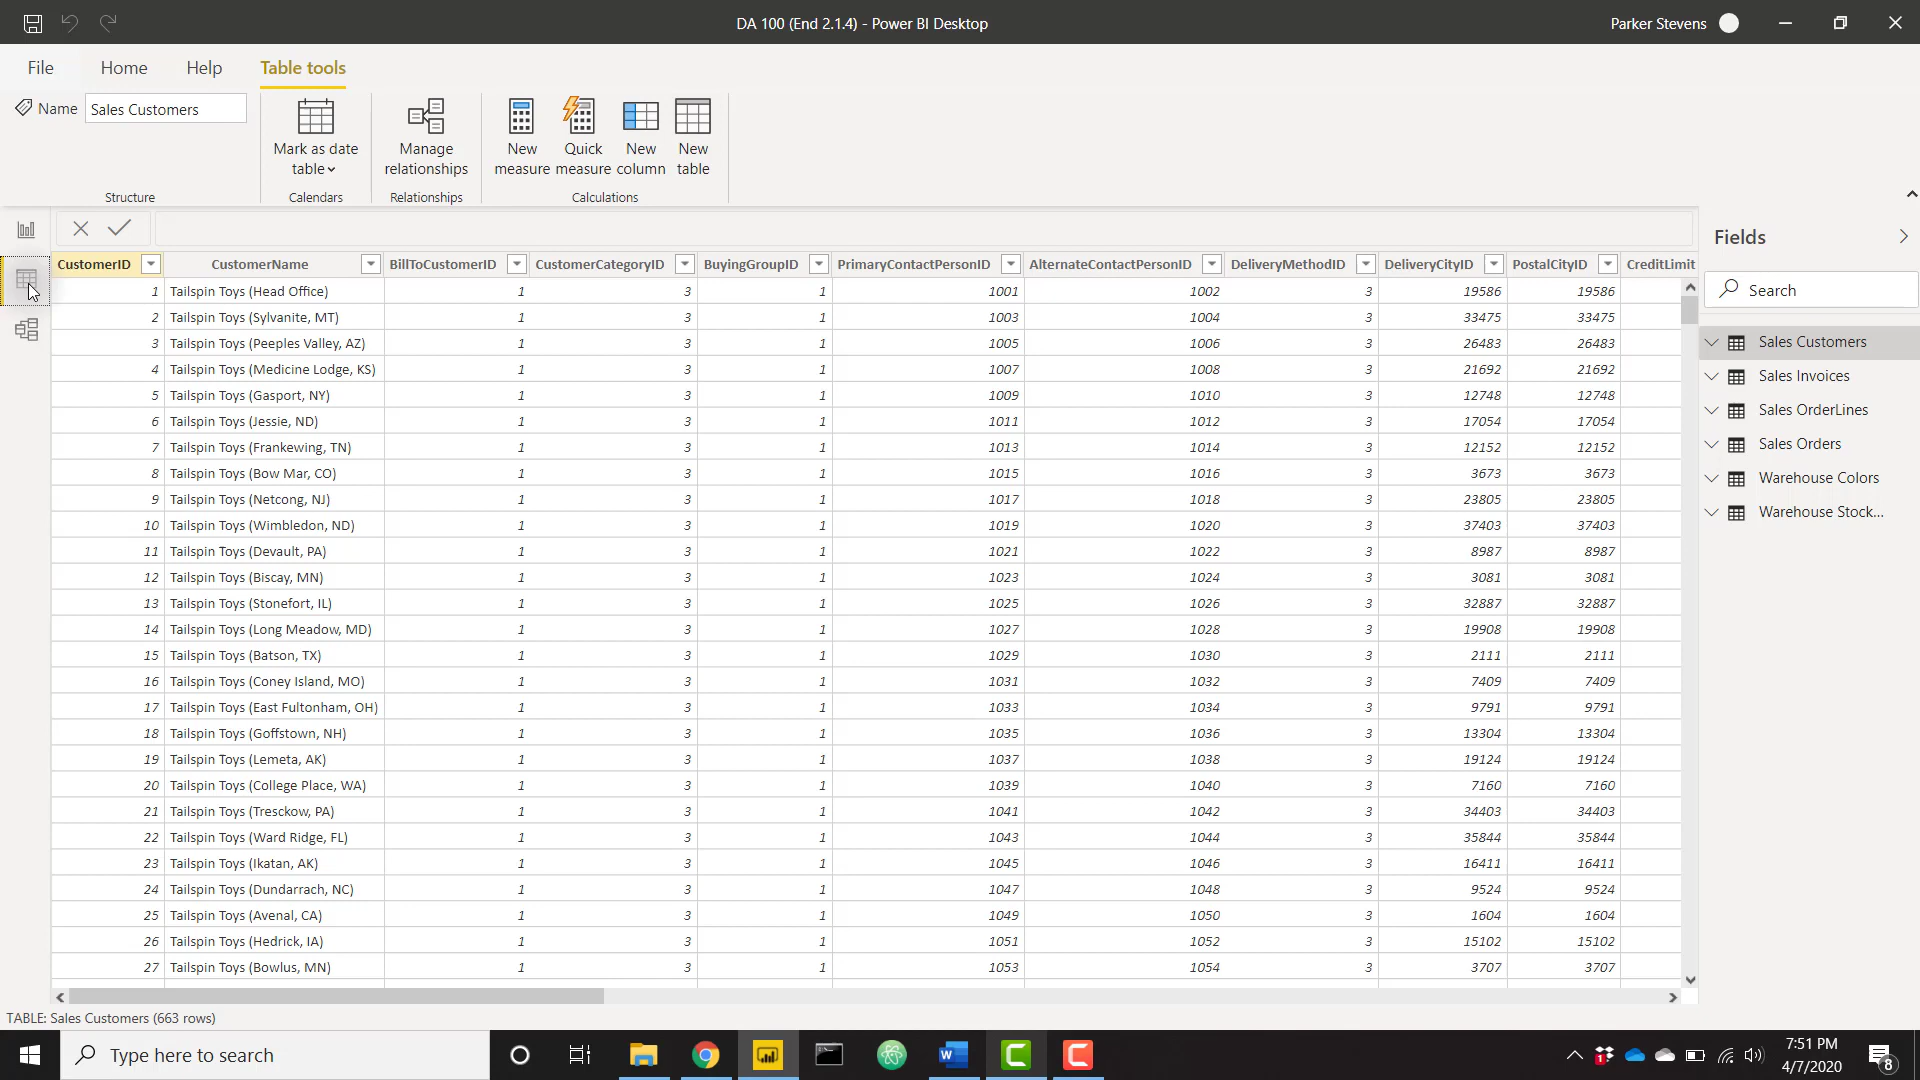 DA 100 (End 2.1.4) - Power BI Desktop
Parker Stevens
File Home Help Table tools
Name Sales Customers
Mark as date table
Manage relationships
New measure
Quick measure
New column
New table
Structure Calendars Relationships Calculations
Fields
Search
Sales Customers
Sales Invoices
Sales OrderLines
Sales Orders
Warehouse Colors
Warehouse Stock...
CustomerID CustomerName BillToCustomerID CustomerCategoryID BuyingGroupID PrimaryContactPersonID AlternateContactPersonID DeliveryMethodID DeliveryCityID PostalCityID CreditLimit
1 Tailspin Toys (Head Office) 1 3 1 1001 1002 3 19586 19586
2 Tailspin Toys (Sylvanite, MT) 1 3 1 1003 1004 3 33475 33475
3 Tailspin Toys (Peeples Valley, AZ) 1 3 1 1005 1006 3 26483 26483
4 Tailspin Toys (Medicine Lodge, KS) 1 3 1 1007 1008 3 21692 21692
5 Tailspin Toys (Gasport, NY) 1 3 1 1009 1010 3 12748 12748
6 Tailspin Toys (Jessie, ND) 1 3 1 1011 1012 3 17054 17054
7 Tailspin Toys (Frankewing, TN) 1 3 1 1013 1014 3 12152 12152
8 Tailspin Toys (Bow Mar, CO) 1 3 1 1015 1016 3 3673 3673
9 Tailspin Toys (Netcong, NJ) 1 3 1 1017 1018 3 23805 23805
10 Tailspin Toys (Wimbledon, ND) 1 3 1 1019 1020 3 37403 37403
11 Tailspin Toys (Devault, PA) 1 3 1 1021 1022 3 8987 8987
12 Tailspin Toys (Biscay, MN) 1 3 1 1023 1024 3 3081 3081
13 Tailspin Toys (Stonefort, IL) 1 3 1 1025 1026 3 32887 32887
14 Tailspin Toys (Long Meadow, MD) 1 3 1 1027 1028 3 19908 19908
15 Tailspin Toys (Batson, TX) 1 3 1 1029 1030 3 2111 2111
16 Tailspin Toys (Coney Island, MO) 1 3 1 1031 1032 3 7409 7409
17 Tailspin Toys (East Fultonham, OH) 1 3 1 1033 1034 3 9791 9791
18 Tailspin Toys (Goffstown, NH) 1 3 1 1035 1036 3 13304 13304
19 Tailspin Toys (Lemeta, AK) 1 3 1 1037 1038 3 19124 19124
20 Tailspin Toys (College Place, WA) 1 3 1 1039 1040 3 7160 7160
21 Tailspin Toys (Tresckow, PA) 1 3 1 1041 1042 3 34403 34403
22 Tailspin Toys (Ward Ridge, FL) 1 3 1 1043 1044 3 35844 35844
23 Tailspin Toys (Ikatan, AK) 1 3 1 1045 1046 3 16411 16411
24 Tailspin Toys (Dundarrach, NC) 1 3 1 1047 1048 3 9524 9524
25 Tailspin Toys (Avenal, CA) 1 3 1 1049 1050 3 1604 1604
26 Tailspin Toys (Hedrick, IA) 1 3 1 1051 1052 3 15102 15102
27 Tailspin Toys (Bowlus, MN) 1 3 1 1053 1054 3 3707 3707
TABLE: Sales Customers (663 rows)
Type here to search
7:51 PM
4/7/2020
8